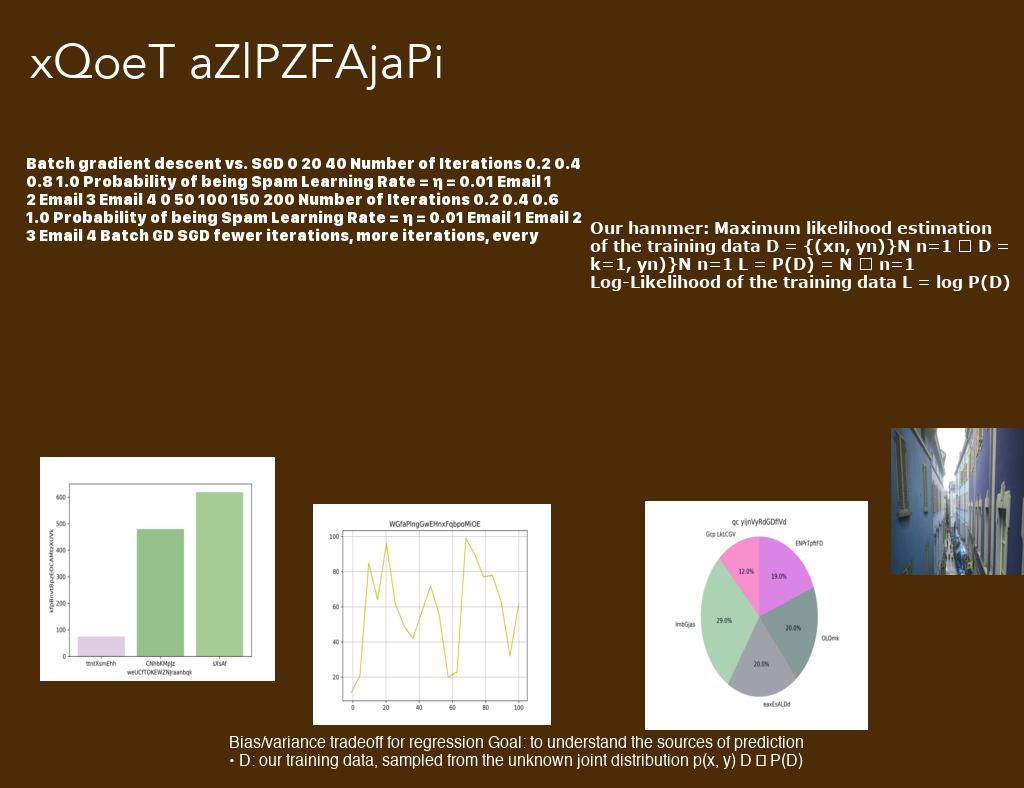 xQoeT aZlPZFAjaPi
Batch gradient descent vs. SGD 0 20 40 Number of Iterations 0.2 0.4
0.8 1.0 Probability of being Spam Learning Rate = η = 0.01 Email 1
2 Email 3 Email 4 0 50 100 150 200 Number of Iterations 0.2 0.4 0.6
1.0 Probability of being Spam Learning Rate = η = 0.01 Email 1 Email 2
3 Email 4 Batch GD SGD fewer iterations, more iterations, every
Our hammer: Maximum likelihood estimation
of the training data D = {(xn, yn)}N n=1 □ D =
k=1, yn)}N n=1 L = P(D) = N □ n=1
Log-Likelihood of the training data L = log P(D)
600
500
400
300
200
100
0
ttntXsmEhh CNhbKMpJz sXsAf
weUCfTOKEWZNJraanbqk
WGfaPlngGwEHnxFqbpoMiOE
100
80
60
40
20
0 20 40 60 80 100
qc yijnVyRdGDflVd
Gcp LkLCGV
ENPrTpftFD
12.0%
19.0%
29.0%
20.0%
OLOmk
20.0%
eaxEsALDd
Bias/variance tradeoff for regression Goal: to understand the sources of prediction
• D: our training data, sampled from the unknown joint distribution p(x, y) D □ P(D)